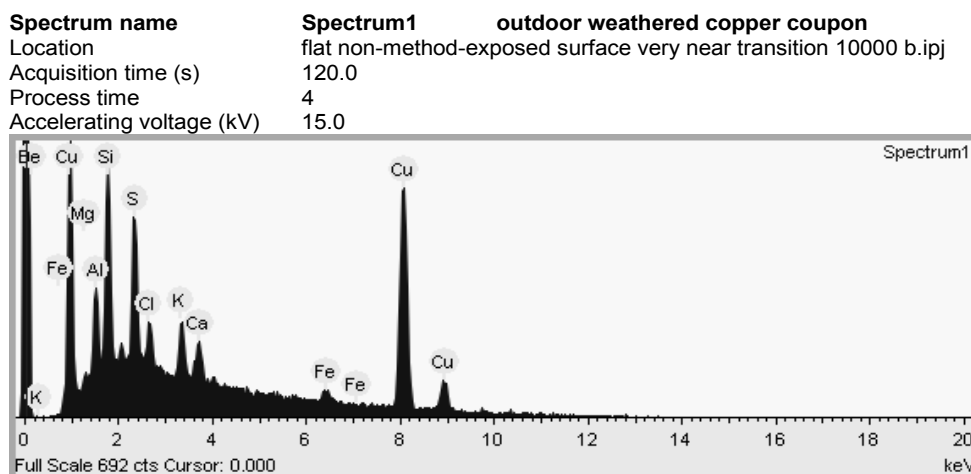 Spectrum name Spectrum1 outdoor weathered copper coupon
Location flat non-method-exposed surface very near transition 10000 b.ipj
Acquisition time (s) 120.0
Process time 4
Accelerating voltage (kV) 15.0
Spectrum1
Be Cu Si
Cu
Mg S
Fe Al
Cl K
Ca
Cu
Fe
Fe
K
0 2 4 6 8 10 12 14 16 18 20
Full Scale 692 cts Cursor: 0.000 keV